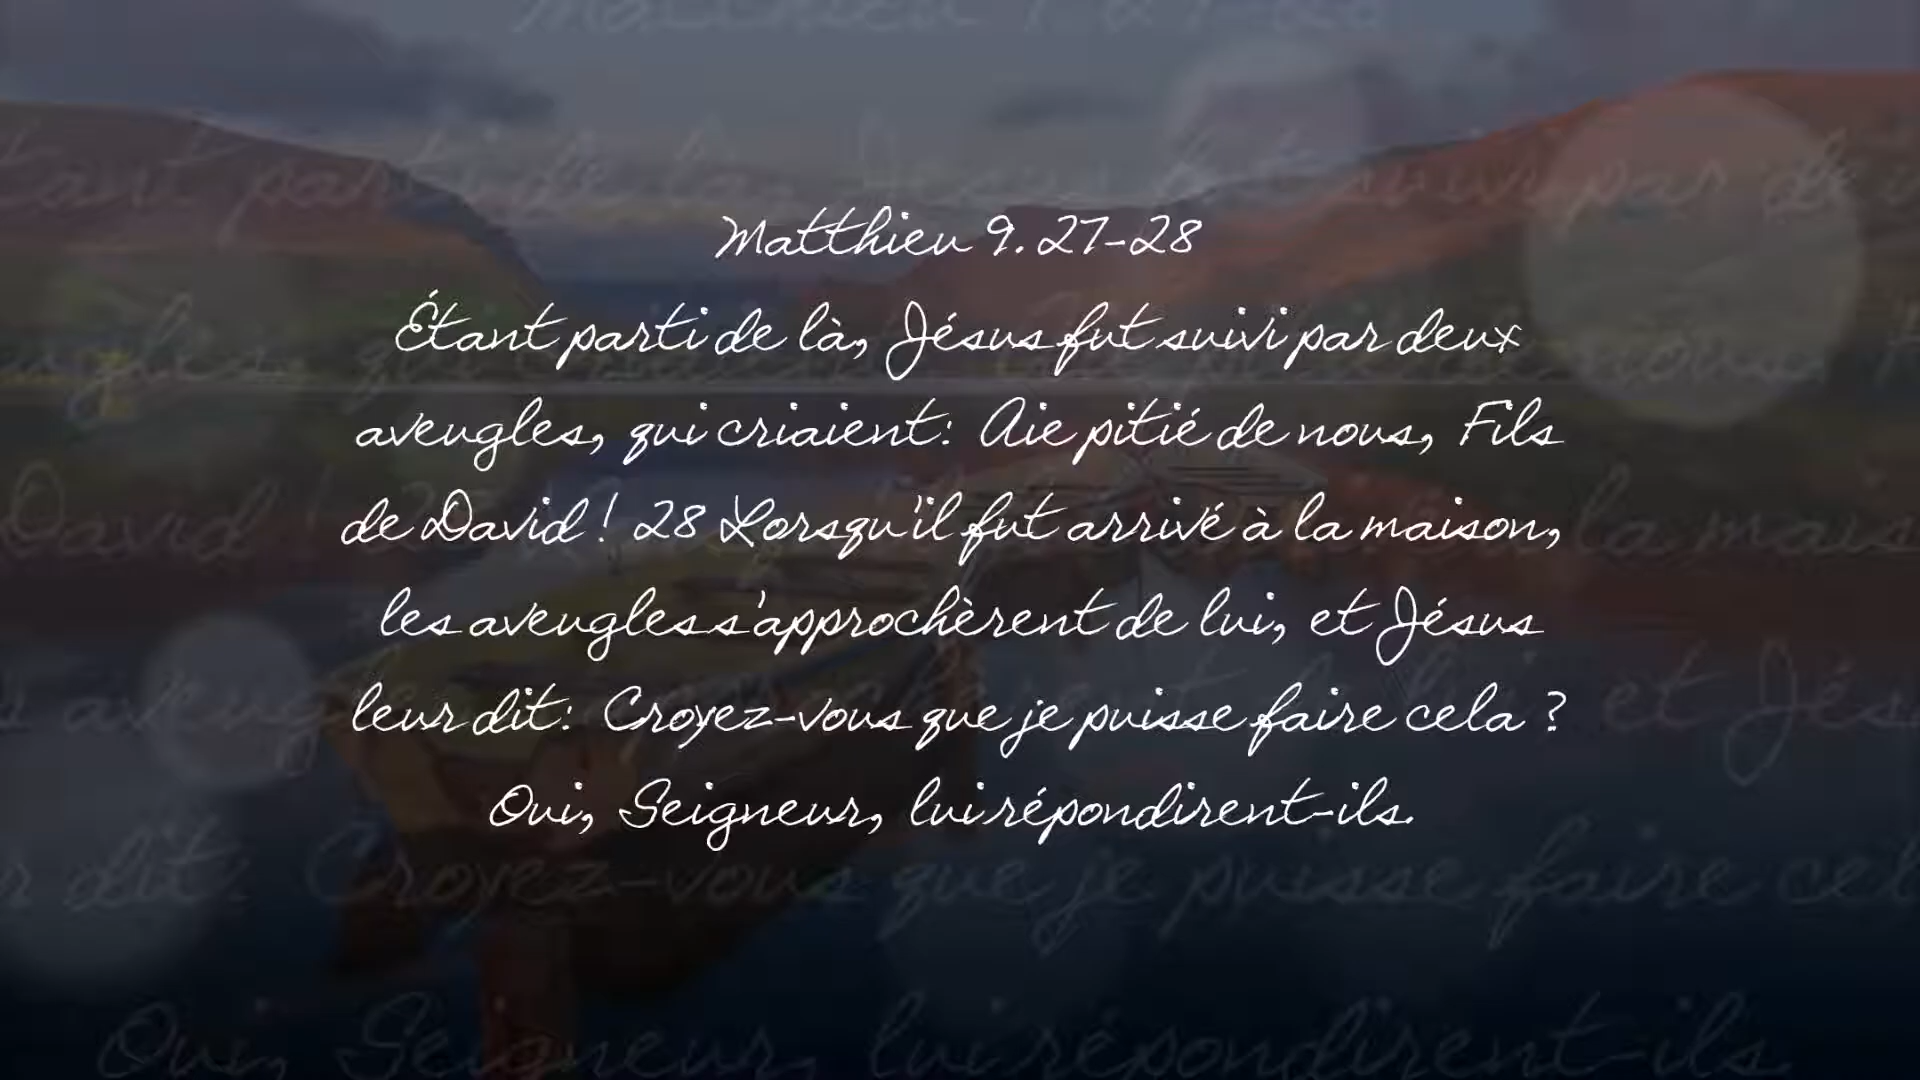 Matthieu 9. 27-28
Étant parti de là, Jésus fut suivi par deux
aveugles, qui criaient: Aie pitié de nous, Fils
de David! 28 Lorsqu'il fut arrivé à la maison,
les aveugles s'approchèrent de lui, et Jésus
leur dit: Croyez-vous que je puisse faire cela ?
Oui, Seigneur, lui répondirent-ils.